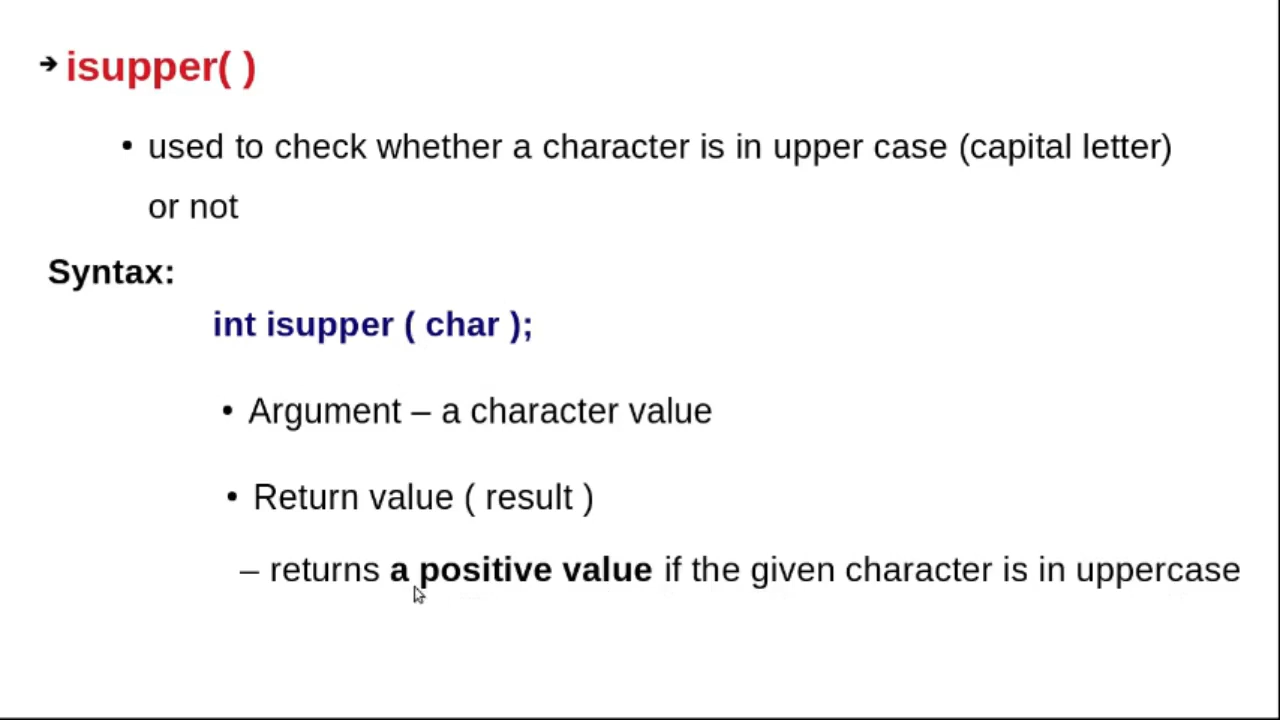 ➔ isupper( )
• used to check whether a character is in upper case (capital letter)
or not
Syntax:
int isupper ( char );
• Argument – a character value
• Return value ( result )
– returns a positive value if the given character is in uppercase